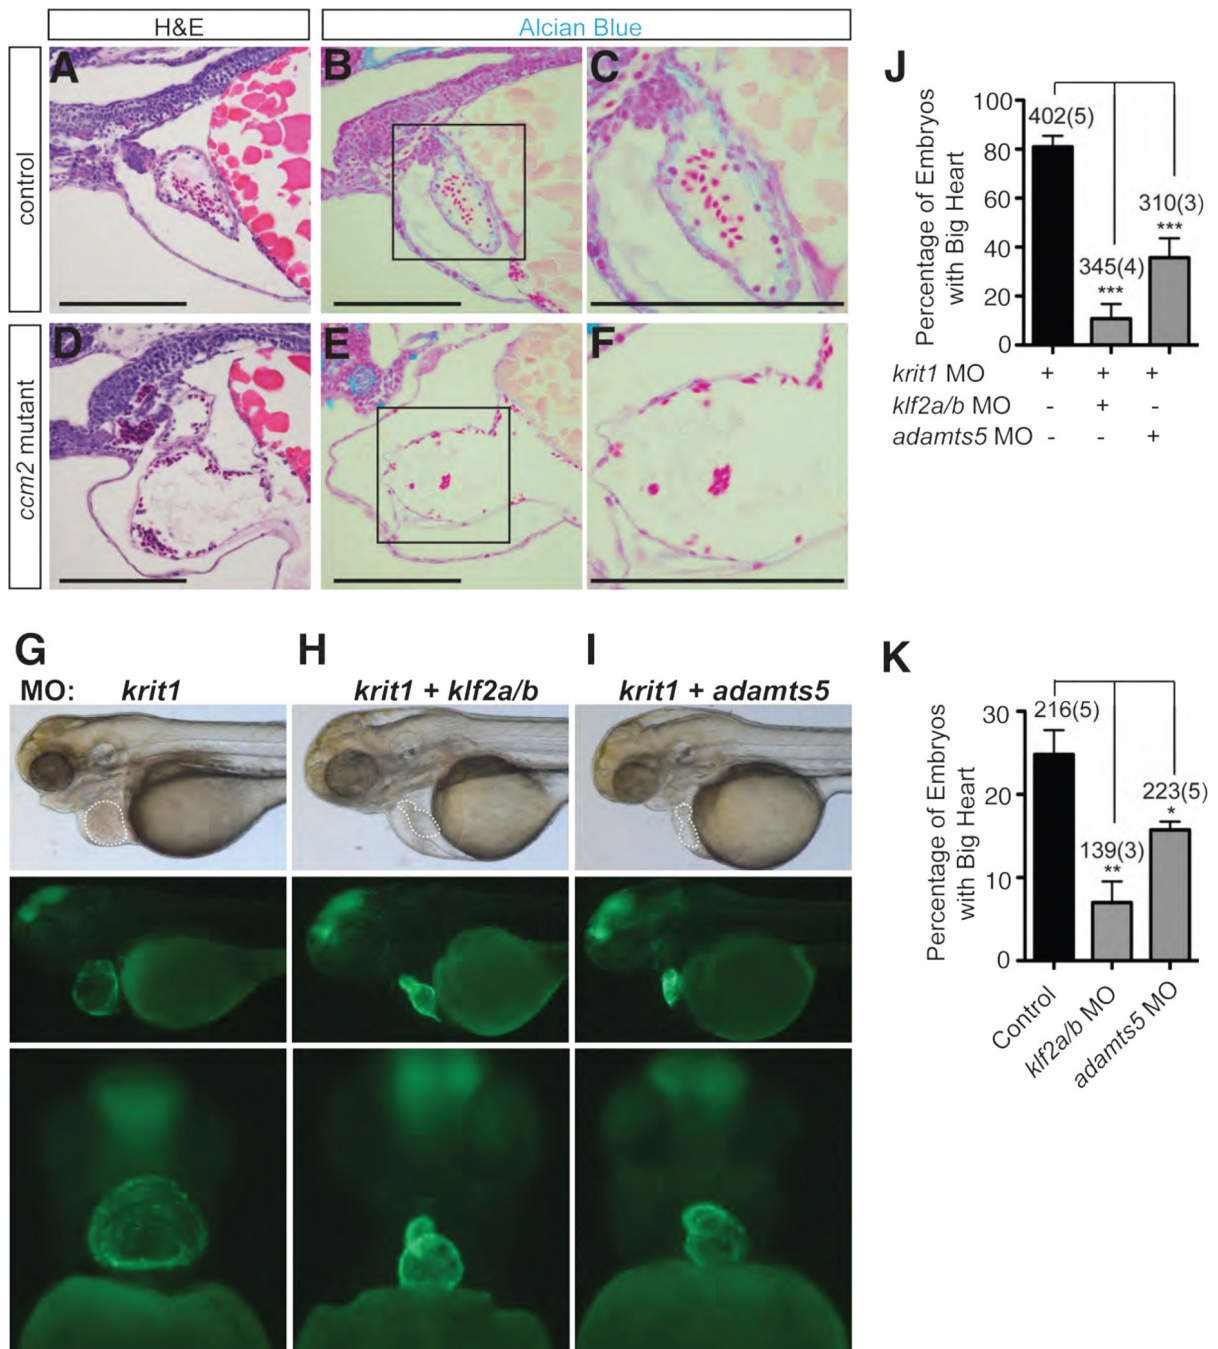 H&E
Alcian Blue
control
A
B
C
ccm2 mutant
D
E
F
G
H
I
MO:
krit1
krit1 + klf2a/b
krit1 + adamts5
J
Percentage of Embryos
with Big Heart
100
80
60
40
20
0
402(5)
345(4)
***
310(3)
***
krit1 MO + + +
klf2a/b MO - + -
adamts5 MO - - +
K
Percentage of Embryos
with Big Heart
30
20
10
0
216(5)
139(3)
**
223(5)
*
Control
klf2a/b MO
adamts5 MO